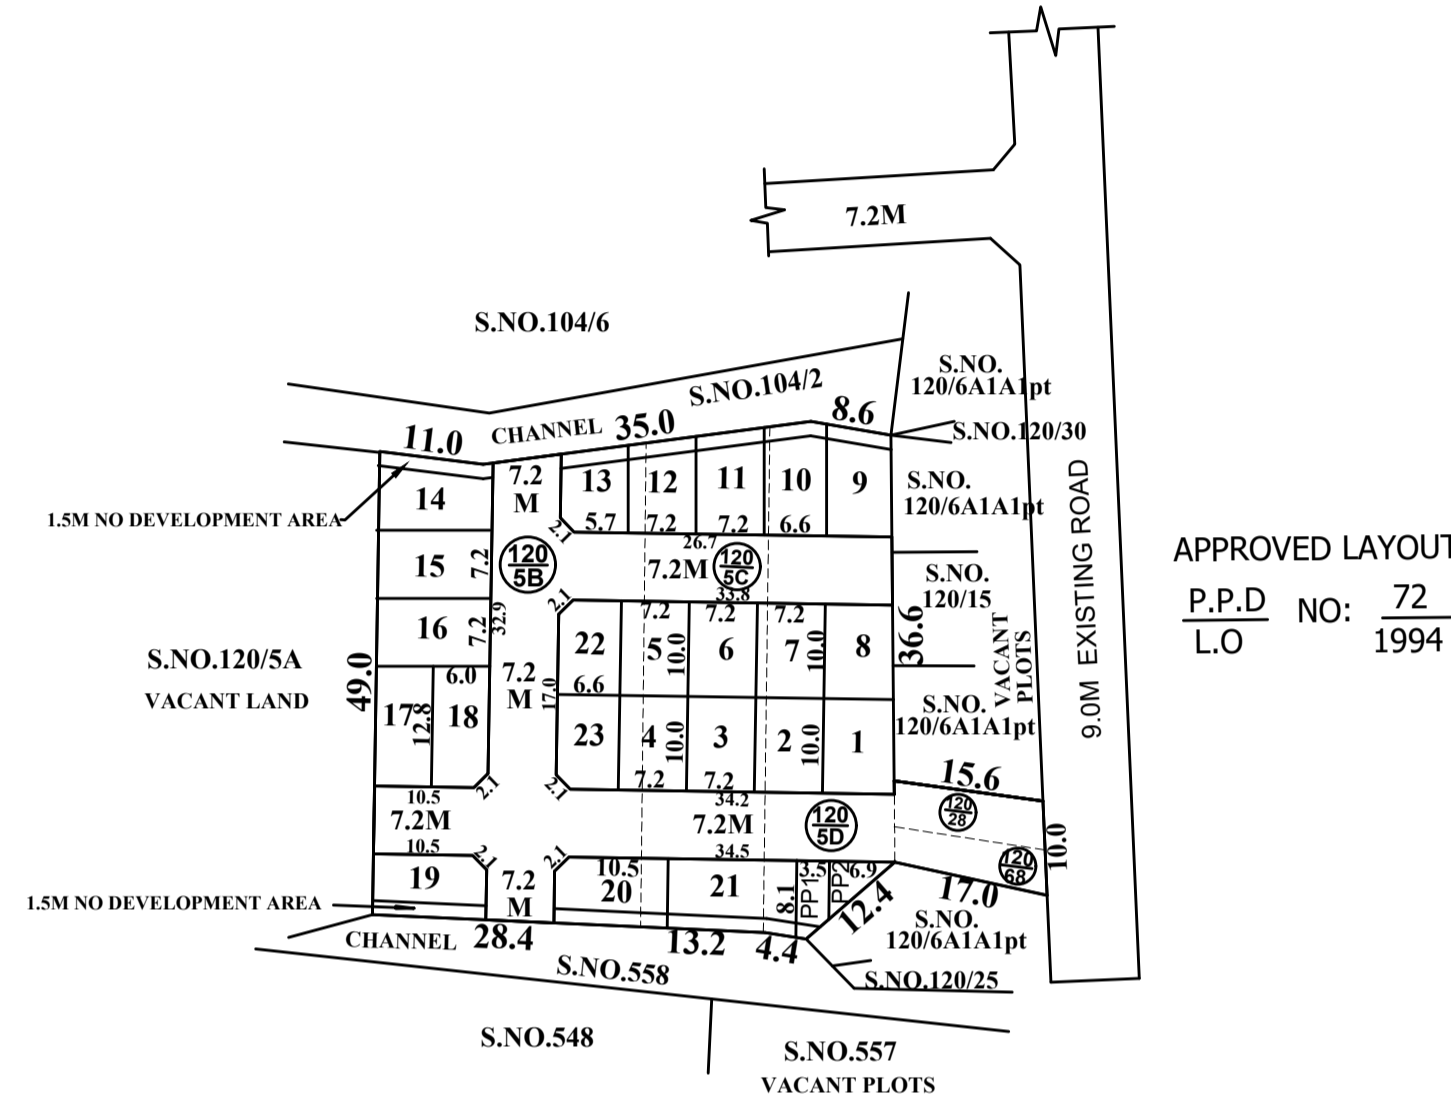 7.2M
S.NO.104/6
S.NO.104/2
S.NO.
120/6A1A1pt
8.6
11.0
CHANNEL 35.0
S.NO.120/30
7.2
M
13
12
11
10
9
S.NO.
120/6A1A1pt
14
1.5M NO DEVELOPMENT AREA
2.1
5.7
7.2
7.2
6.6
26.7
APPROVED LAYOUT
P.P.D
L.O
NO:
72
1994
15
7.2
120
5B
7.2M
120
5C
33.8
S.NO.
120/15
9.0M EXISTING ROAD
VACANT
PLOTS
2.1
16
7.2
32.9
22
7.2
7.2
7.2
5
10.0
6
7
10.0
8
36.6
S.NO.120/5A
VACANT LAND
49.0
6.0
7.2
M
17.0
6.6
17
12.8
18
23
4
10.0
3
2
10.0
1
S.NO.
120/6A1A1pt
7.2
7.2
2.1
2.1
15.6
10.5
7.2M
10.5
34.2
7.2M
34.5
120
5D
120
28
120
68
10.0
2.1
2.1
19
7.2
M
10.5
20
21
8.1
3.5
PP1
PP2
6.9
12.4
17.0
1.5M NO DEVELOPMENT AREA
S.NO.
120/6A1A1pt
CHANNEL 28.4
13.2
4.4
S.NO.558
S.NO.120/25
S.NO.548
S.NO.557
VACANT PLOTS